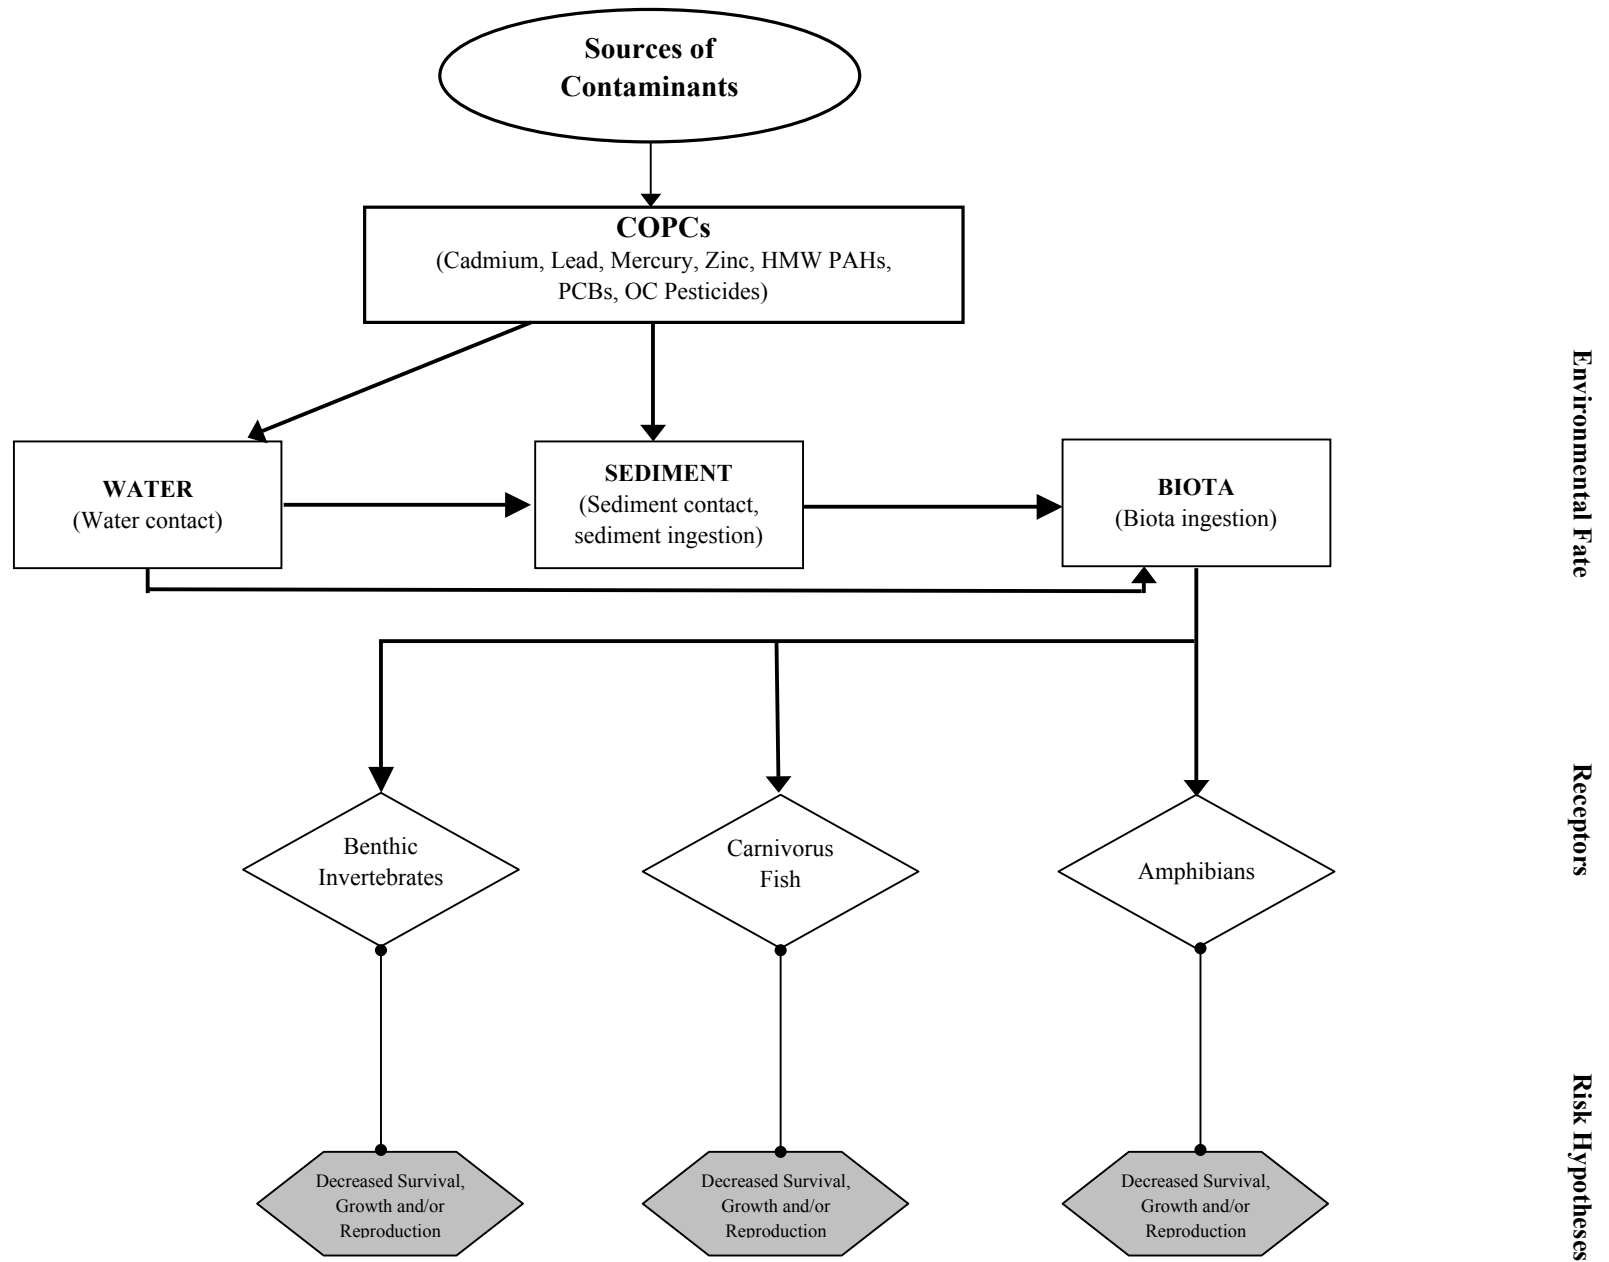 Sources of
Contaminants
COPCs
(Cadmium, Lead, Mercury, Zinc, HMW PAHs,
PCBs, OC Pesticides)
WATER
(Water contact)
SEDIMENT
(Sediment contact,
sediment ingestion)
BIOTA
(Biota ingestion)
Environmental Fate
Benthic
Invertebrates
Carnivorus
Fish
Amphibians
Receptors
Decreased Survival,
Growth and/or
Reproduction
Decreased Survival,
Growth and/or
Reproduction
Decreased Survival,
Growth and/or
Reproduction
Risk Hypotheses